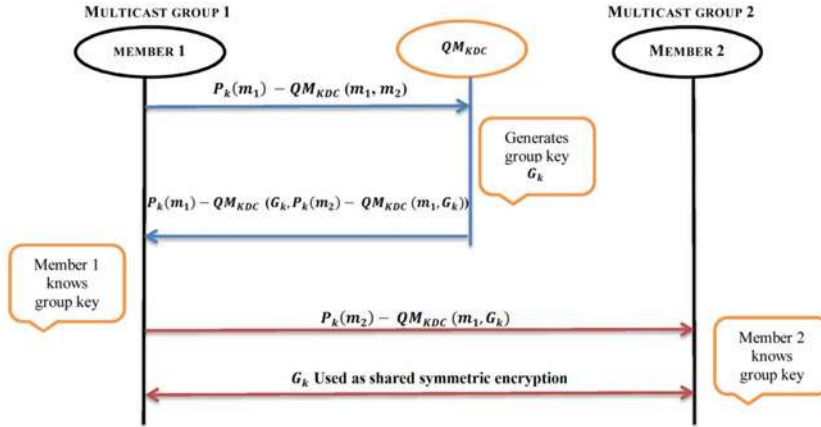 MULTICAST GROUP 1
MULTICAST GROUP 2
MEMBER 1
QM_KDC
MEMBER 2
P_k(m_1) − QM_KDC (m_1, m_2)
Generates
group key
G_k
P_k(m_1) − QM_KDC (G_k, P_k(m_2) − QM_KDC (m_1, G_k))
Member 1
knows
group key
P_k(m_2) − QM_KDC (m_1, G_k)
Member 2
knows
group key
G_k Used as shared symmetric encryption